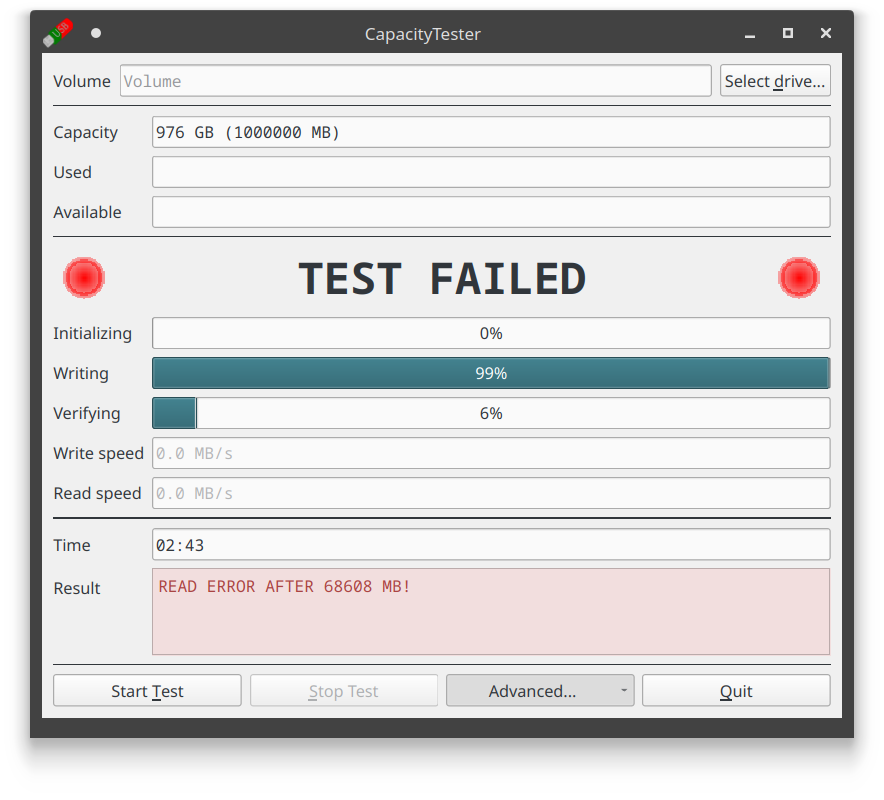 USB
CapacityTester
Volume Volume Select drive...
Capacity 976 GB (1000000 MB)
Used
Available
TEST FAILED
Initializing 0%
Writing 99%
Verifying 6%
Write speed 0.0 MB/s
Read speed 0.0 MB/s
Time 02:43
Result READ ERROR AFTER 68608 MB!
Start Test Stop Test Advanced... Quit